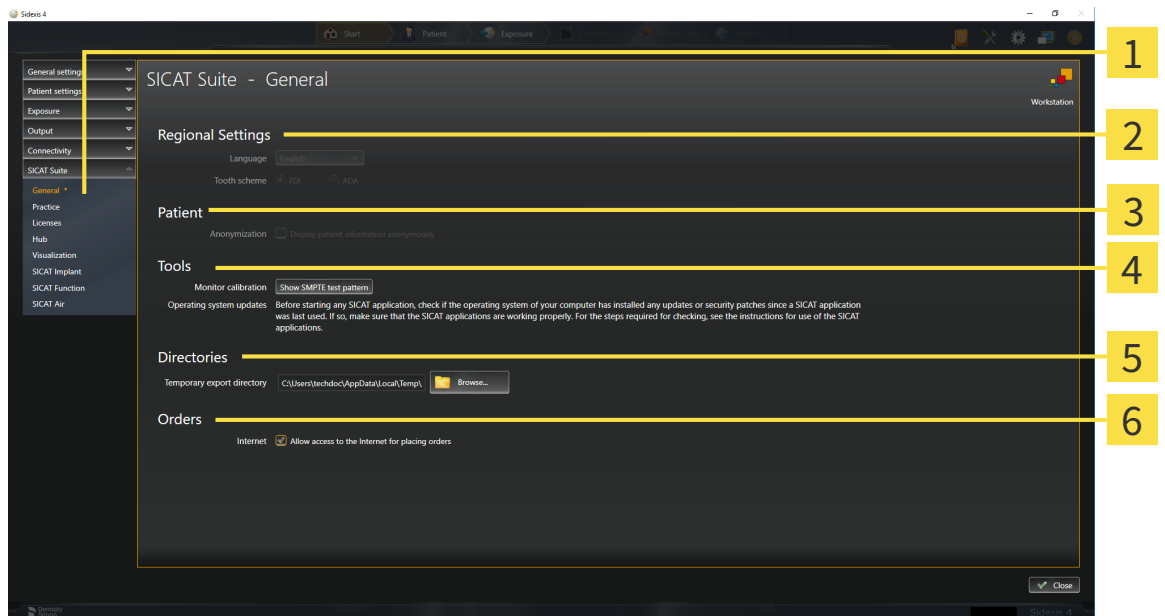 Sidexis 4
Start
Patient
Exposure
1
General settings
Patient settings
Exposure
Output
Connectivity
SICAT Suite
General *
Practice
Licenses
Hub
Visualization
SICAT Implant
SICAT Function
SICAT Air
SICAT Suite - General
Workstation
Regional Settings
2
Language English
Tooth scheme FDI ADA
Patient
3
Anonymization Display patient information anonymously
Tools
4
Monitor calibration Show SMPTE test pattern
Operating system updates Before starting any SICAT application, check if the operating system of your computer has installed any updates or security patches since a SICAT application
was last used. If so, make sure that the SICAT applications are working properly. For the steps required for checking, see the instructions for use of the SICAT
applications.
Directories
5
Temporary export directory C:\Users\techdoc\AppData\Local\Temp\ Browse...
Orders
6
Internet Allow access to the Internet for placing orders
Close
Dentsply
Sirona
Sidexis 4